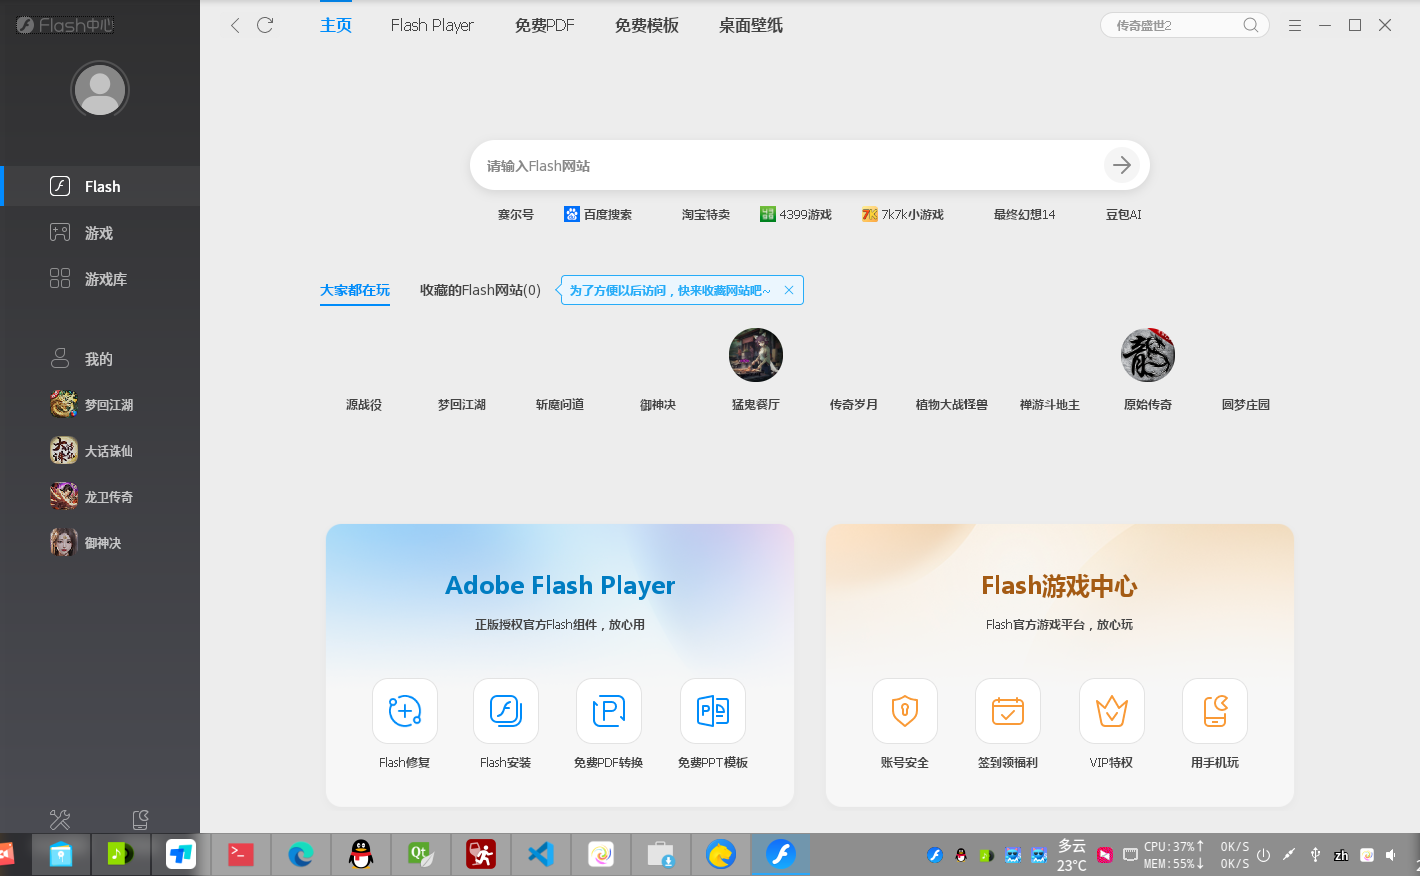 Flash中心
主页
Flash Player
免费PDF
免费模板
桌面壁纸
传奇盛世2
Flash
游戏
游戏库
我的
梦回江湖
大话诛仙
龙卫传奇
御神决
请输入Flash网站
赛尔号
百度搜索
淘宝特卖
4399游戏
7k7k小游戏
最终幻想14
豆包AI
大家都在玩
收藏的Flash网站(0)
为了方便以后访问，快来收藏网站吧~
源战役
梦回江湖
斩魔问道
御神决
猛鬼餐厅
传奇岁月
植物大战怪兽
禅游斗地主
原始传奇
圆梦庄园
Adobe Flash Player
正版授权官方Flash组件，放心用
Flash修复
Flash安装
免费PDF转换
免费PPT模板
Flash游戏中心
Flash官方游戏平台，放心玩
账号安全
签到领福利
VIP特权
用手机玩
多云
23°C
CPU:37%↑ 0K/S
MEM:55%↓ 0K/S
zh